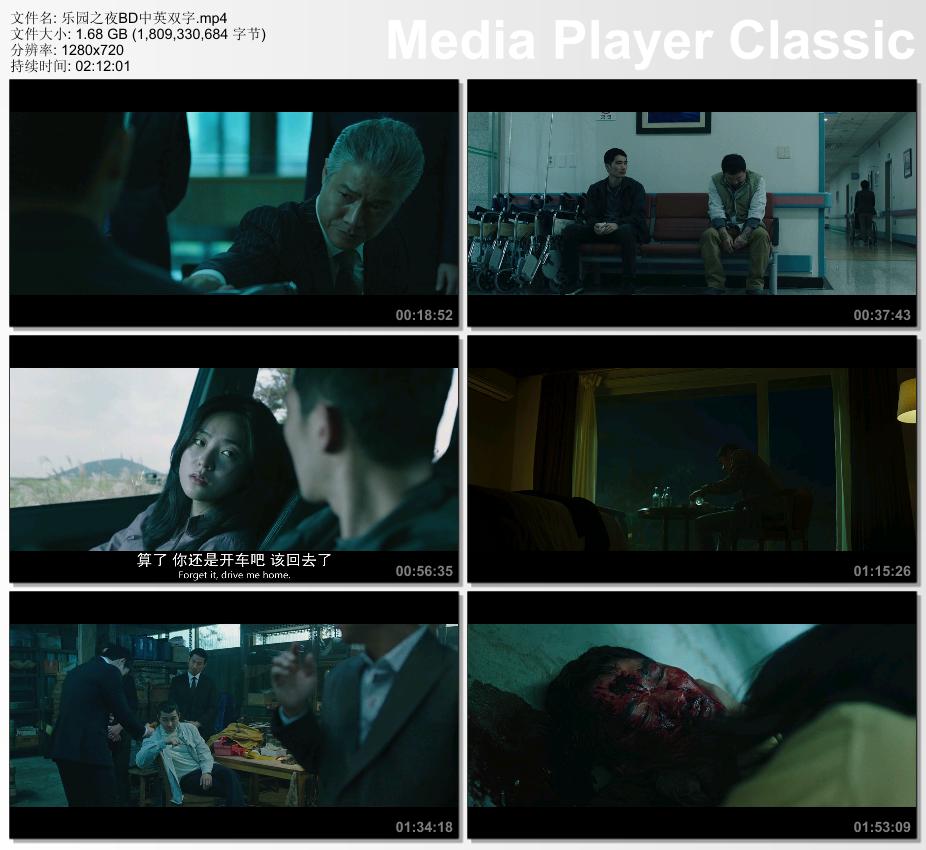 文件名: 乐园之夜BD中英双字.mp4
文件大小: 1.68 GB (1,809,330,684 字节)
分辨率: 1280x720
持续时间: 02:12:01
Media Player Classic
00:18:52
00:37:43
算了 你还是开车吧 该回去了
Forget it, drive me home.
00:56:35
01:15:26
01:34:18
01:53:09